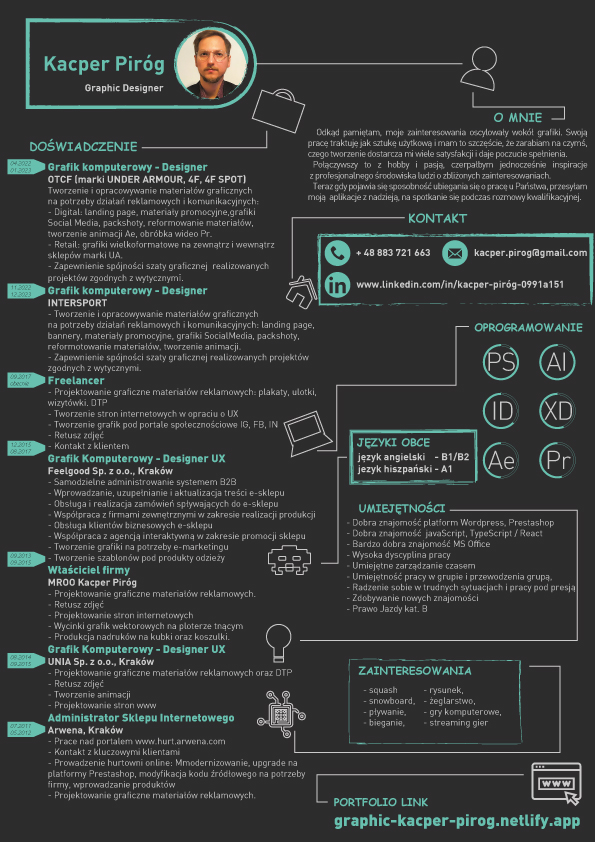 Kacper Piróg
Graphic Designer
DOŚWIADCZENIE
04.2022
01.2023
Grafik komputerowy - Designer
OTCF (marki UNDER ARMOUR, 4F, 4F SPOT)
Tworzenie i opracowywanie materiałów graficznych
na potrzeby działań reklamowych i komunikacyjnych:
- Digital: landing page, materiały promocyjne,grafiki
Social Media, packshoty, reformowanie materiałów,
tworzenie animacji Ae, obróbka wideo Pr.
- Retail: grafiki wielkoformatowe na zewnątrz i wewnątrz
sklepów marki UA.
- Zapewnienie spójności szaty graficznej  realizowanych
projektów zgodnych z wytycznymi.
11.2022
12.2023
Grafik komputerowy - Designer
INTERSPORT
- Tworzenie i opracowywanie materiałów graficznych
na potrzeby działań reklamowych i komunikacyjnych: landing page,
bannery, materiały promocyjne, grafiki SocialMedia, packshoty,
reformotowanie materiałów, tworzenie animacji.
- Zapewnienie spójności szaty graficznej realizowanych projektów
zgodnych z wytycznymi.
09.2017
obecnie
Freelancer
- Projektowanie graficzne materiałów reklamowych: plakaty, ulotki,
wizytówki. DTP
- Tworzenie stron internetowych w opraciu o UX
- Tworzenie grafik pod portale społecznościowe IG, FB, IN
- Retusz zdjęć
- Kontakt z klientem
12.2015
08.2017
Grafik Komputerowy - Designer UX
Feelgood Sp. z o.o., Kraków
- Samodzielne administrowanie systemem B2B
- Wprowadzanie, uzupełnianie i aktualizacja treści e-sklepu
- Obsługa i realizacja zamówień spływających do e-sklepu
- Współpraca z firmami zewnętrznymi w zakresie realizacji produkcji
- Obsługa klientów biznesowych e-sklepu
- Współpraca z agencją interaktywną w zakresie promocji sklepu
- Tworzenie grafiki na potrzeby e-marketingu
- Tworzenie szablonów pod produkty odzieży
09.2013
09.2015
Właściciel firmy
MROO Kacper Piróg
- Projektowanie graficzne materiałów reklamowych.
- Retusz zdjęć
- Projektowanie stron internetowych
- Wycinki grafik wektorowych na ploterze tnącym
- Produkcja nadruków na kubki oraz koszulki.
08.2014
09.2015
Grafik Komputerowy - Designer UX
UNIA Sp. z o.o., Kraków
- Projektowanie graficzne materiałów reklamowych oraz DTP
- Retusz zdjęć
- Tworzenie animacji
- Projektowanie stron www
07.2011
05.2012
Administrator Sklepu Internetowego
Arwena, Kraków
- Prace nad portalem www.hurt.arwena.com
- Kontakt z kluczowymi klientami
- Prowadzenie hurtowni online: Mmodernizowanie, upgrade na
platformy Prestashop, modyfikacja kodu źródłowego na potrzeby
firmy, wprowadzanie produktów
- Projektowanie graficzne materiałów reklamowych.
O MNIE
Odkąd pamiętam, moje zainteresowania oscylowały wokół grafiki. Swoją
pracę traktuję jak sztukę użytkową i mam to szczęście, że zarabiam na czymś,
czego tworzenie dostarcza mi wiele satysfakcji i daje poczucie spełnienia.
Połączywszy to z hobby i pasją, czerpałbym jednocześnie inspiracje
z profesjonalnego środowiska ludzi o zbliżonych zainteresowaniach.
Teraz gdy pojawia się sposobność ubiegania się o pracę u Państwa, przesyłam
moją aplikacje z nadzieją, na spotkanie się podczas rozmowy kwalifikacyjnej.
KONTAKT
+ 48 883 721 663
kacper.pirog@gmail.com
in
www.linkedin.com/in/kacper-piróg-0991a151
OPROGRAMOWANIE
PS
AI
ID
XD
Ae
Pr
JĘZYKI OBCE
język angielski - B1/B2
język hiszpański - A1
UMIEJĘTNOŚCI
- Dobra znajomość platform Wordpress, Prestashop
- Dobra znajomość  javaScript, TypeScript / React
- Bardzo dobra znajomość MS Office
- Wysoka dyscyplina pracy
- Umiejętne zarządzanie czasem
- Umiejętność pracy w grupie i przewodzenia grupą,
- Radzenie sobie w trudnych sytuacjach i pracy pod presją
- Zdobywanie nowych znajomości
- Prawo Jazdy kat. B
ZAINTERESOWANIA
- squash - rysunek,
- snowboard, - żeglarstwo,
- pływanie, - gry komputerowe,
- bieganie, - streaming gier
WWW
PORTFOLIO LINK
graphic-kacper-pirog.netlify.app